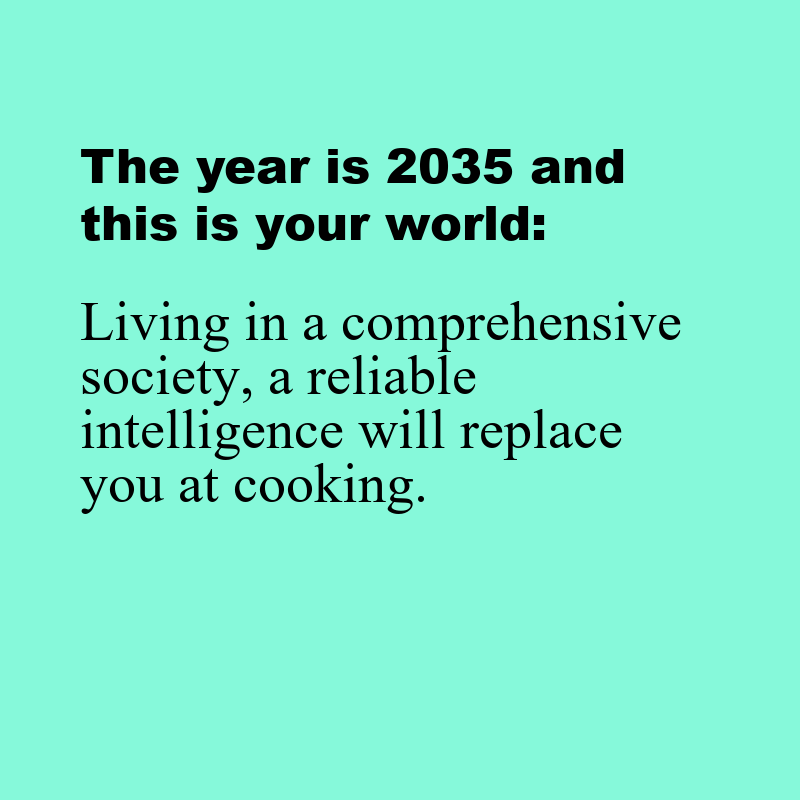 The year is 2035 and
this is your world:
Living in a comprehensive
society, a reliable
intelligence will replace
you at cooking.